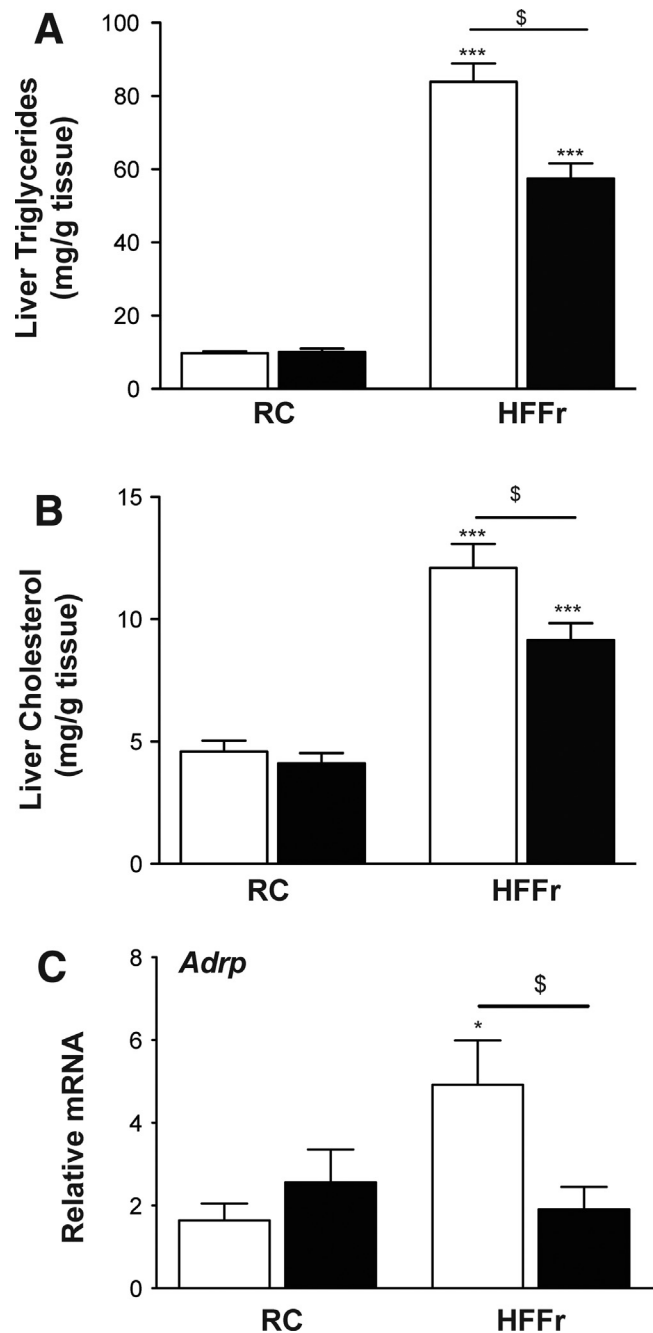 A
Liver Triglycerides
(mg/g tissue)
100
80
60
40
20
0
$
***
***
RC
HFFr
B
Liver Cholesterol
(mg/g tissue)
15
10
5
0
$
***
***
RC
HFFr
C
Adrp
Relative mRNA
8
6
4
2
0
$
*
RC
HFFr